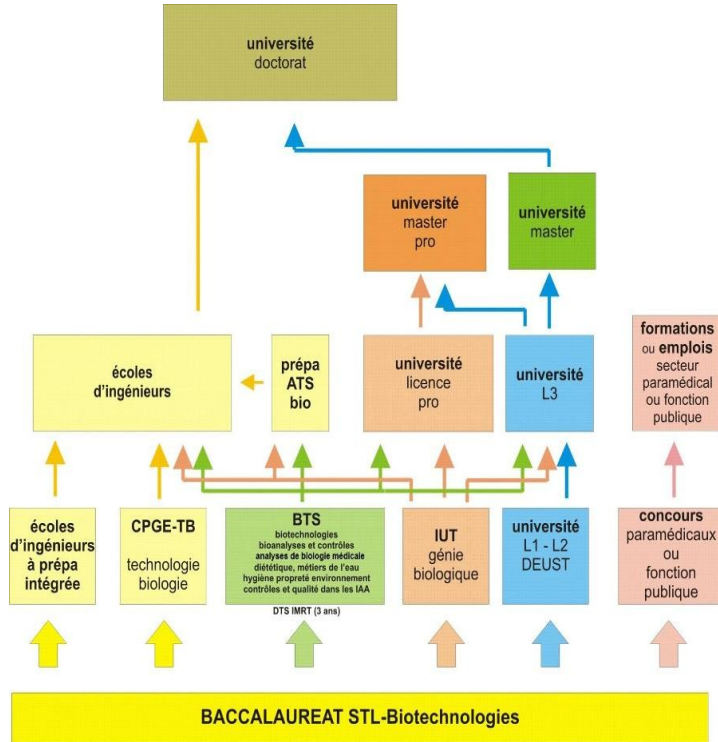 université
doctorat
université
master
pro
université
master
écoles
d'ingénieurs
prépa
ATS
bio
université
licence
pro
université
L3
formations
ou emplois
secteur
paramédical
ou fonction
publique
écoles
d'ingénieurs
à prépa
intégrée
CPGE-TB
technologie
biologie
BTS
biotechnologies
bioanalyses et contrôles
analyses de biologie médicale
diététique, métiers de l'eau
hygiène propreté environnement
contrôles et qualité dans les IAA
DTS IMRT (3 ans)
IUT
génie
biologique
université
L1 - L2
DEUST
concours
paramédicaux
ou
fonction
publique
BACCALAUREAT STL-Biotechnologies